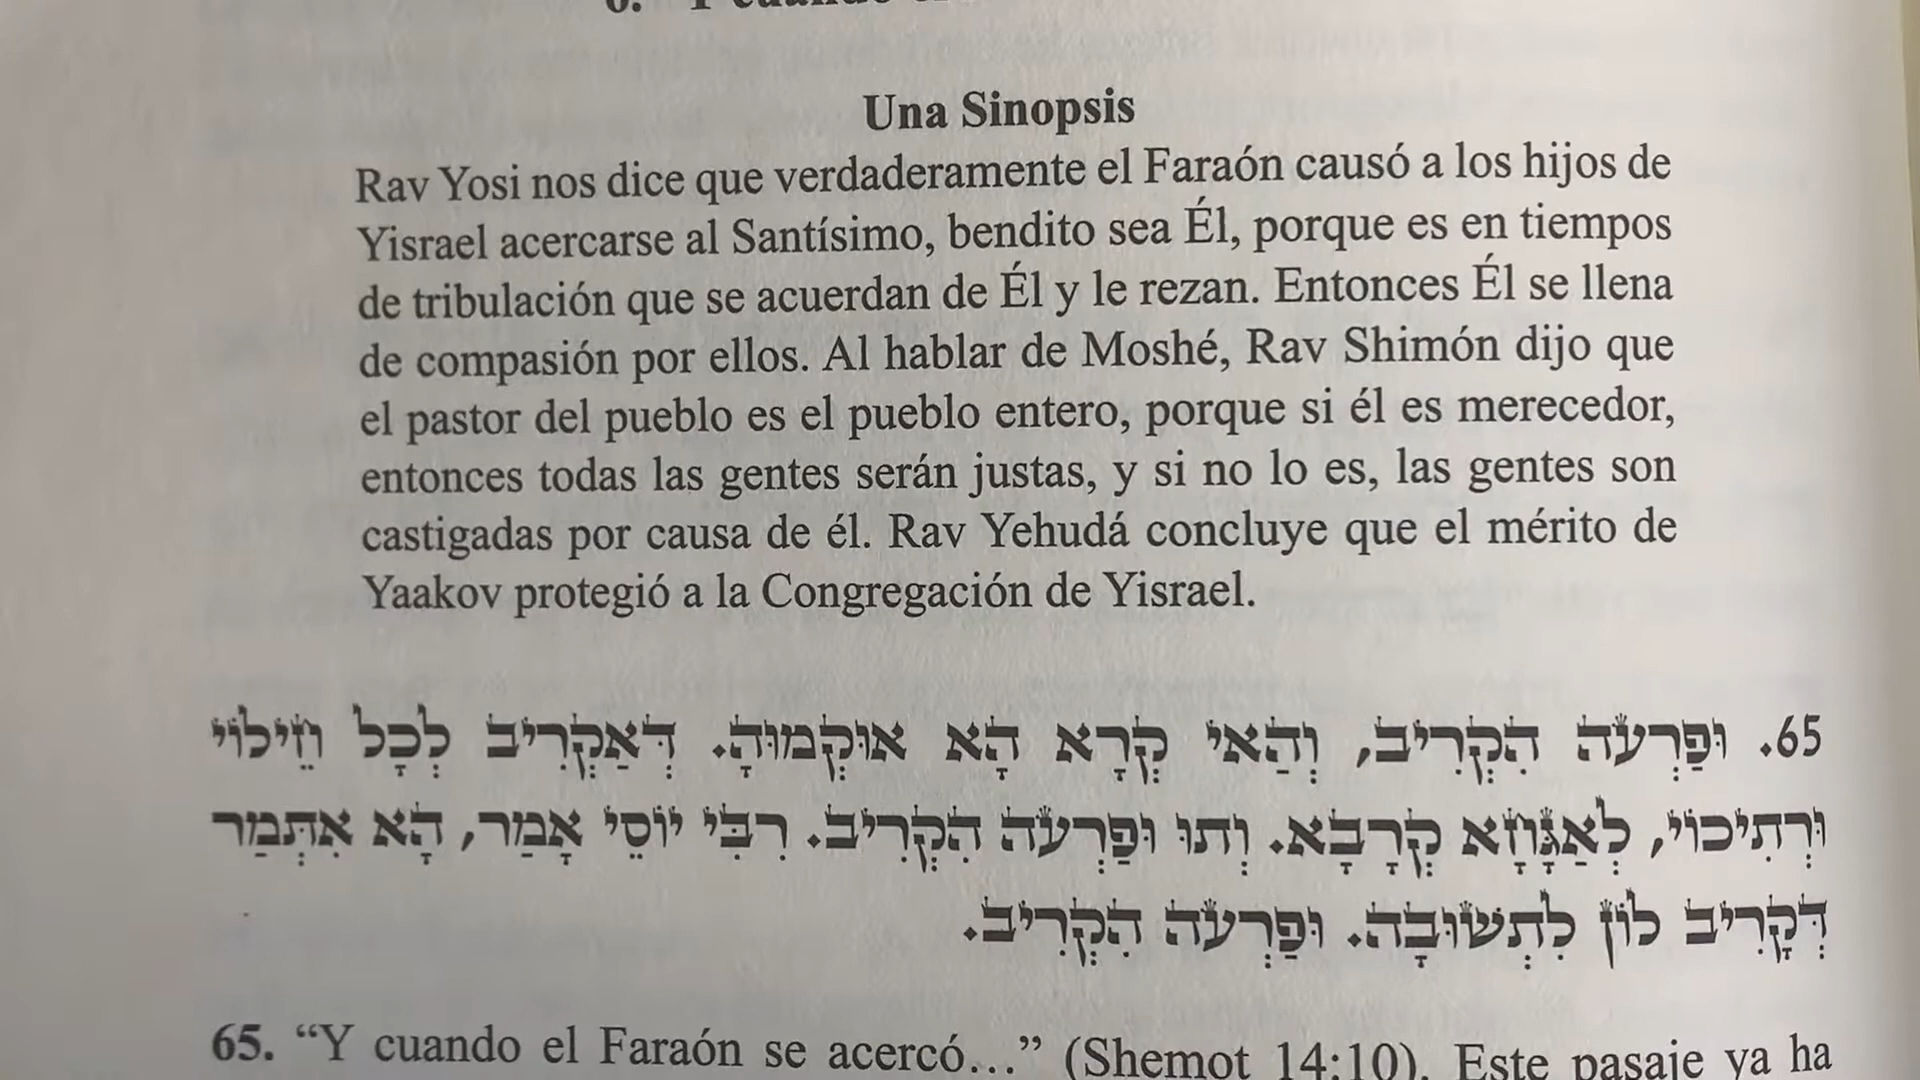 Una Sinopsis
Rav Yosi nos dice que verdaderamente el Faraón causó a los hijos de
Yisrael acercarse al Santísimo, bendito sea Él, porque es en tiempos
de tribulación que se acuerdan de Él y le rezan. Entonces Él se llena
de compasión por ellos. Al hablar de Moshé, Rav Shimón dijo que
el pastor del pueblo es el pueblo entero, porque si él es merecedor,
entonces todas las gentes serán justas, y si no lo es, las gentes son
castigadas por causa de él. Rav Yehudá concluye que el mérito de
Yaakov protegió a la Congregación de Yisrael.
65. וּפַרְעֹה הִקְרִיב, וְהַאי קְרָא הָא אוּקְמוּהָ. דְּאַקְרִיב לְכָל חֵילוֹי
וּרְתִיכוֹי, לְאַגָּחָא קְרָבָא. וְתוּ וּפַרְעֹה הִקְרִיב. רִבִּי יוֹסֵי אָמַר, הָא אִתְּמַר
דְּקָרִיב לוֹן לִתְשׁוּבָה. וּפַרְעֹה הִקְרִיב.
65. “Y cuando el Faraón se acercó...” (Shemot 14:10). Este pasaje ya ha